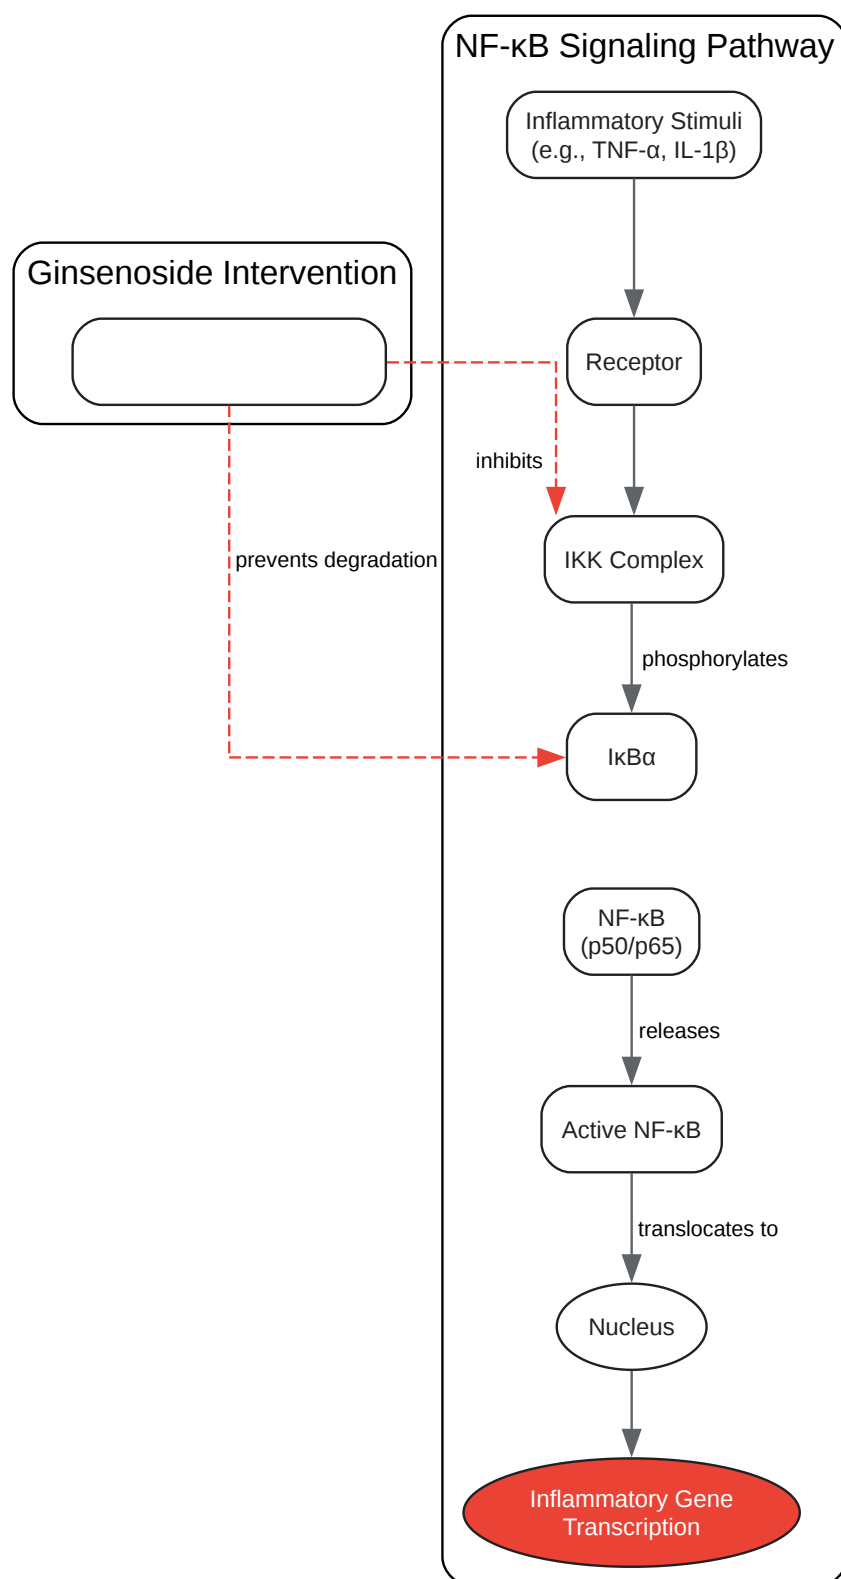 NF-κB Signaling Pathway
Inflammatory Stimuli
(e.g., TNF-α, IL-1β)
Ginsenoside Intervention
Receptor
inhibits
IKK Complex
prevents degradation
phosphorylates
IκBα
NF-κB
(p50/p65)
releases
Active NF-κB
translocates to
Nucleus
Inflammatory Gene
Transcription